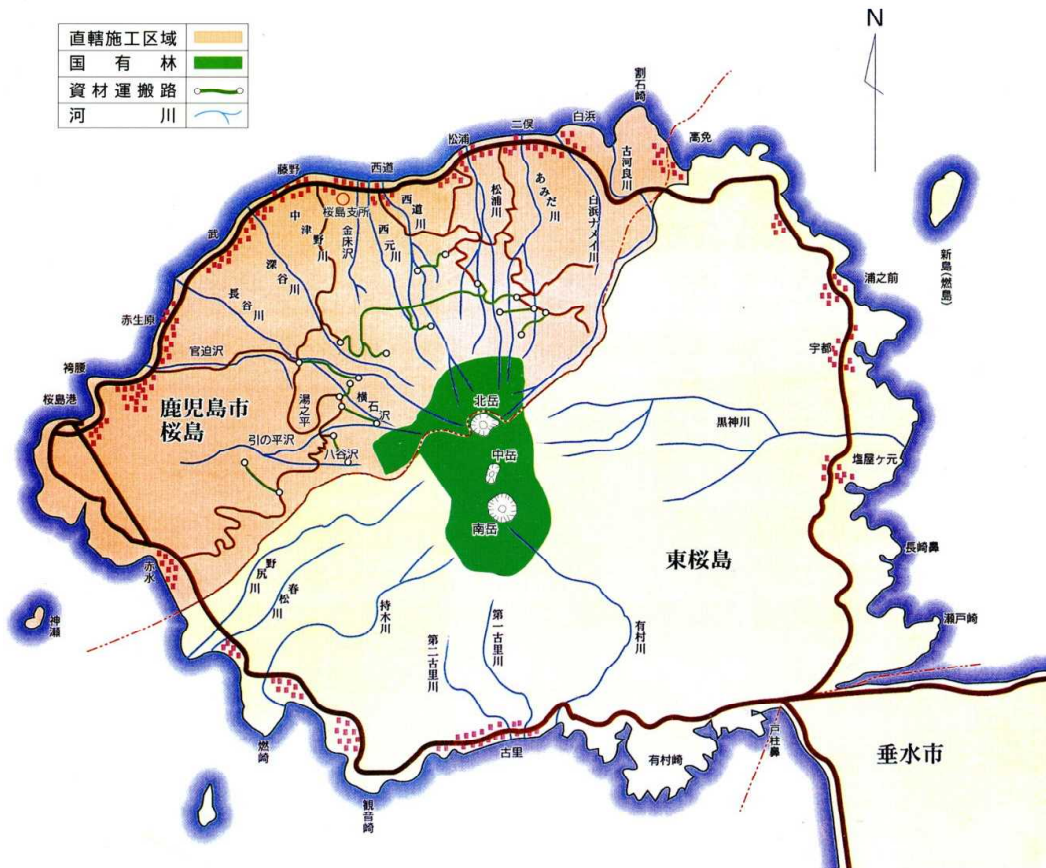 直轄施工区域
国有林
資材運搬路
河川
N
割石崎
白浜
二俣
高免
松浦
古河良川
西道
藤野
あみだ川
松浦川
西道川
白浜ナメイ川
桜島支所
中津野川
金床沢
西元川
武
深谷川
新島(燃島)
浦之前
長谷川
赤生原
宇都
官迫沢
袴腰
桜島港
鹿児島市
桜島
湯之平
横石沢
北岳
黒神川
引の平沢
八谷沢
中岳
塩屋ヶ元
南岳
長崎鼻
東桜島
赤水
野尻川
春松川
持木川
第一古里川
第二古里川
有村川
神瀬
瀬戸崎
燃崎
古里
有村崎
戸柱鼻
垂水市
観音崎